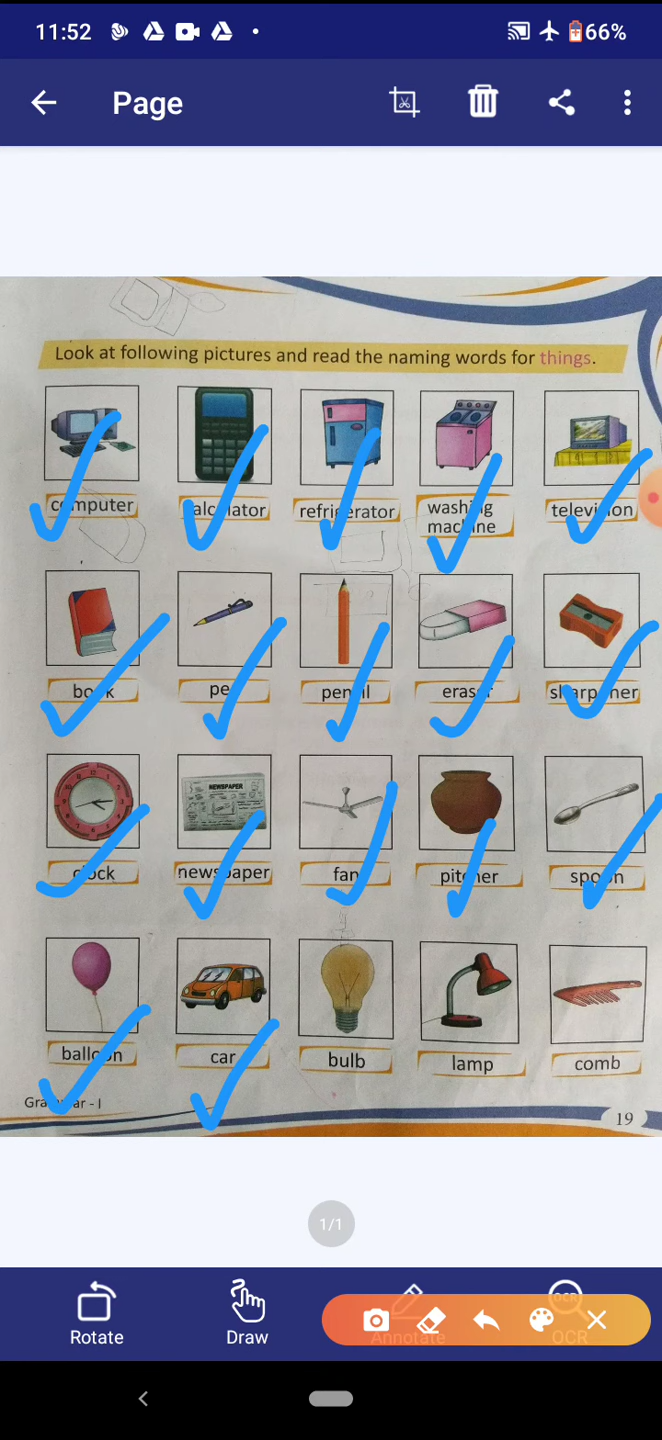 11:52
66%
Page
Look at following pictures and read the naming words for things.
computer calculator refrigerator washing machine television
book pen pencil eraser sharpener
NEWSPAPER
clock newspaper fan pitcher spoon
balloon car bulb lamp comb
Grammar - I
19
1/1
Rotate Draw Annotate OCR